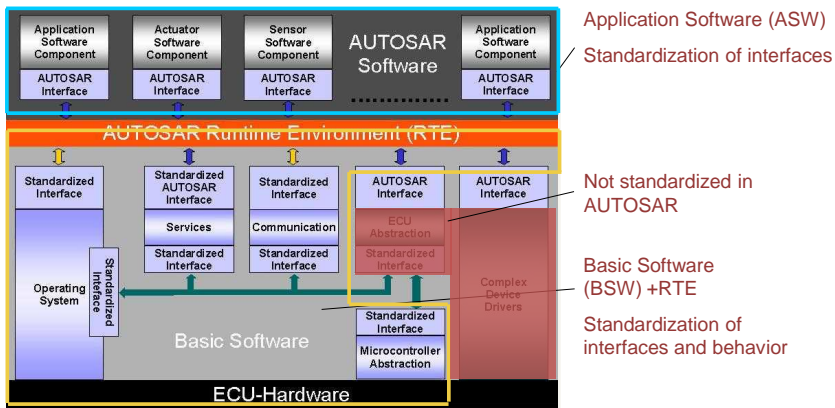 Application
Software
Component
AUTOSAR
Interface
Actuator
Software
Component
AUTOSAR
Interface
Sensor
Software
Component
AUTOSAR
Interface
AUTOSAR
Software
Application
Software
Component
AUTOSAR
Interface
Application Software (ASW)
Standardization of interfaces
AUTOSAR Runtime Environment (RTE)
Standardized
Interface
Operating
System
Standardized
Interface
Standardized
AUTOSAR
Interface
Services
Standardized
Interface
Standardized
Interface
Communication
Standardized
Interface
AUTOSAR
Interface
ECU
Abstraction
Standardized
Interface
Standardized
Interface
Microcontroller
Abstraction
AUTOSAR
Interface
Complex
Device
Drivers
Basic Software
ECU-Hardware
Not standardized in
AUTOSAR
Basic Software
(BSW) +RTE
Standardization of
interfaces and behavior